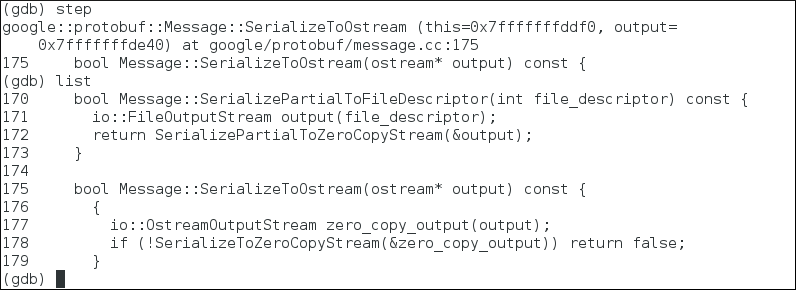 (gdb) step
google::protobuf::Message::SerializeToOstream (this=0x7fffffffddf0, output=
    0x7fffffffde40) at google/protobuf/message.cc:175
175     bool Message::SerializeToOstream(ostream* output) const {
(gdb) list
170     bool Message::SerializePartialToFileDescriptor(int file_descriptor) const {
171       io::FileOutputStream output(file_descriptor);
172       return SerializePartialToZeroCopyStream(&output);
173     }
174
175     bool Message::SerializeToOstream(ostream* output) const {
176       {
177         io::OstreamOutputStream zero_copy_output(output);
178         if (!SerializeToZeroCopyStream(&zero_copy_output)) return false;
179       }
(gdb)